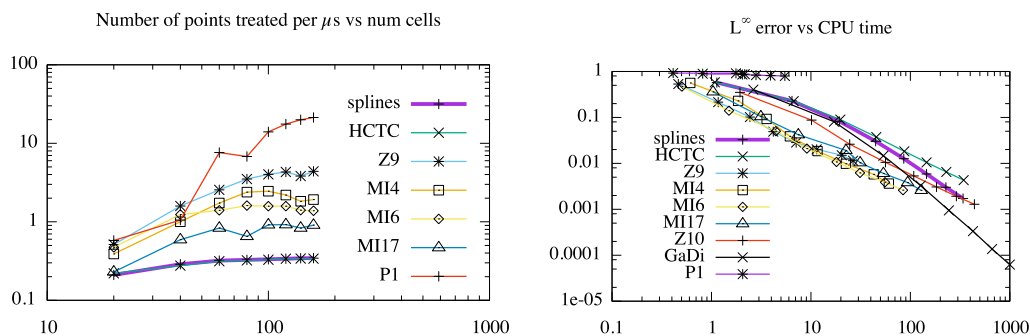 Number of points treated per µs vs num cells
100
10
1
0.1
10
100
1000
splines
HCTC
Z9
MI4
MI6
MI17
P1
L∞ error vs CPU time
1
0.1
0.01
0.001
0.0001
1e-05
0.1
1
10
100
1000
splines
HCTC
Z9
MI4
MI6
MI17
Z10
GaDi
P1